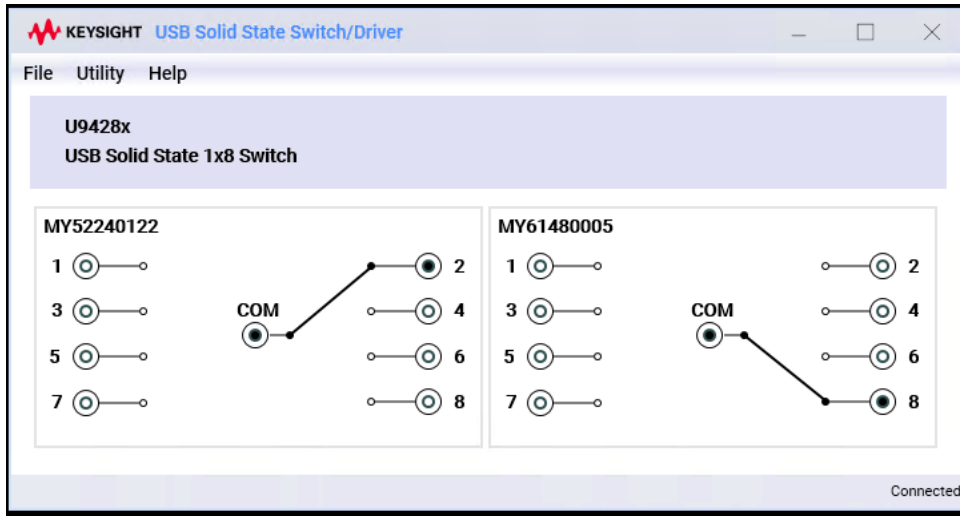 KEYSIGHT USB Solid State Switch/Driver
File Utility Help
U9428x
USB Solid State 1x8 Switch
MY52240122
1 2
3 COM 4
5 6
7 8
MY61480005
1 2
3 COM 4
5 6
7 8
Connected